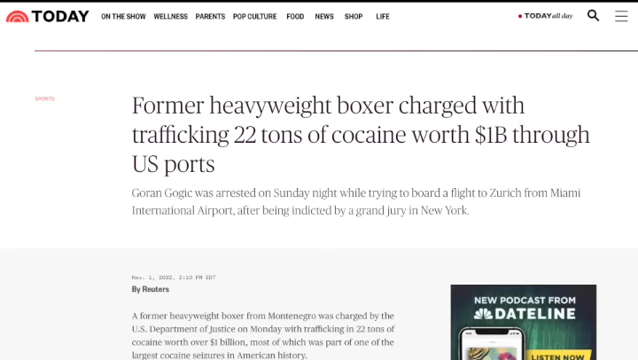 TODAY ON THE SHOW WELLNESS PARENTS POP CULTURE FOOD NEWS SHOP LIFE TODAY all day
SPORTS
Former heavyweight boxer charged with
trafficking 22 tons of cocaine worth $1B through
US ports
Goran Gogic was arrested on Sunday night while trying to board a flight to Zurich from Miami
International Airport, after being indicted by a grand jury in New York.
Nov. 1, 2022, 2:10 PM EDT
By Reuters
A former heavyweight boxer from Montenegro was charged by the
U.S. Department of Justice on Monday with trafficking in 22 tons of
cocaine worth over $1 billion, most of which was part of one of the
largest cocaine seizures in American history.
NEW PODCAST FROM
DATELINE
LISTEN NOW